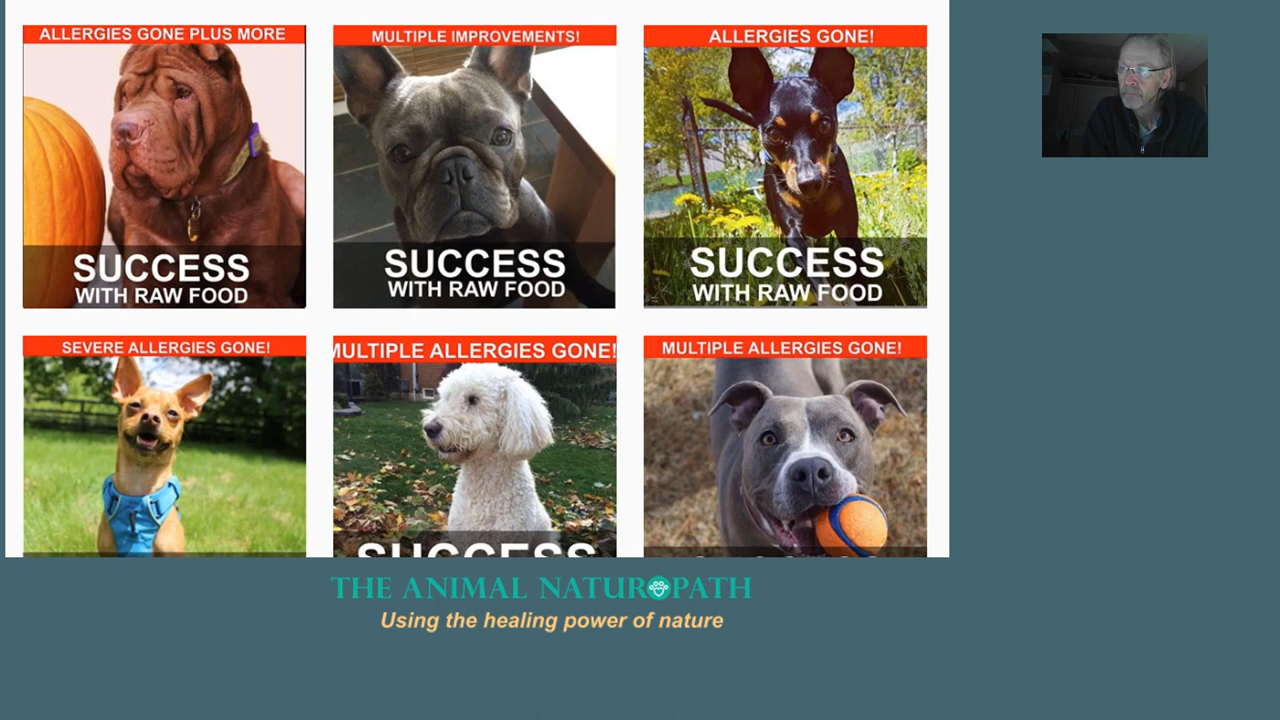 ALLERGIES GONE PLUS MORE
SUCCESS
WITH RAW FOOD
MULTIPLE IMPROVEMENTS!
SUCCESS
WITH RAW FOOD
ALLERGIES GONE!
SUCCESS
WITH RAW FOOD
SEVERE ALLERGIES GONE!
MULTIPLE ALLERGIES GONE!
SUCCESS
MULTIPLE ALLERGIES GONE!
THE ANIMAL NATUROPATH
Using the healing power of nature